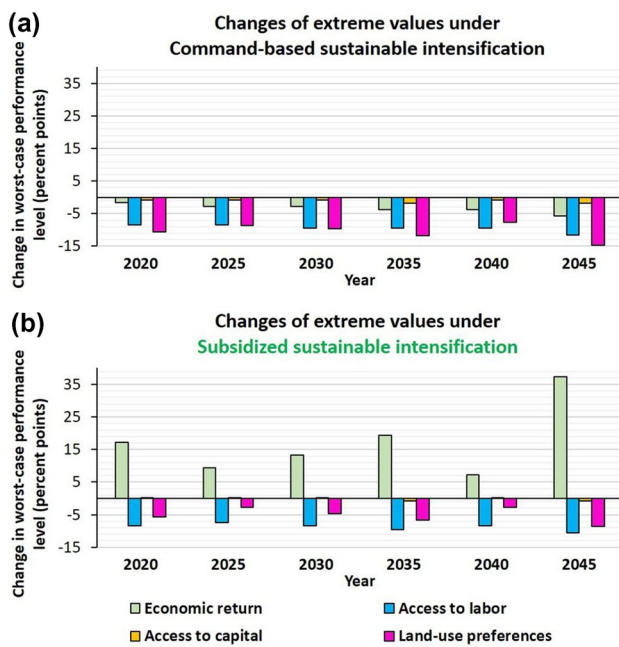 (a)
Changes of extreme values under
Command-based sustainable intensification
Change in worst-case performance
level (percent points)
35
25
15
5
-5
-15
2020 2025 2030 2035 2040 2045
Year
(b)
Changes of extreme values under
Subsidized sustainable intensification
Change in worst-case performance
level (percent points)
35
25
15
5
-5
-15
2020 2025 2030 2035 2040 2045
Year
Economic return Access to labor
Access to capital Land-use preferences